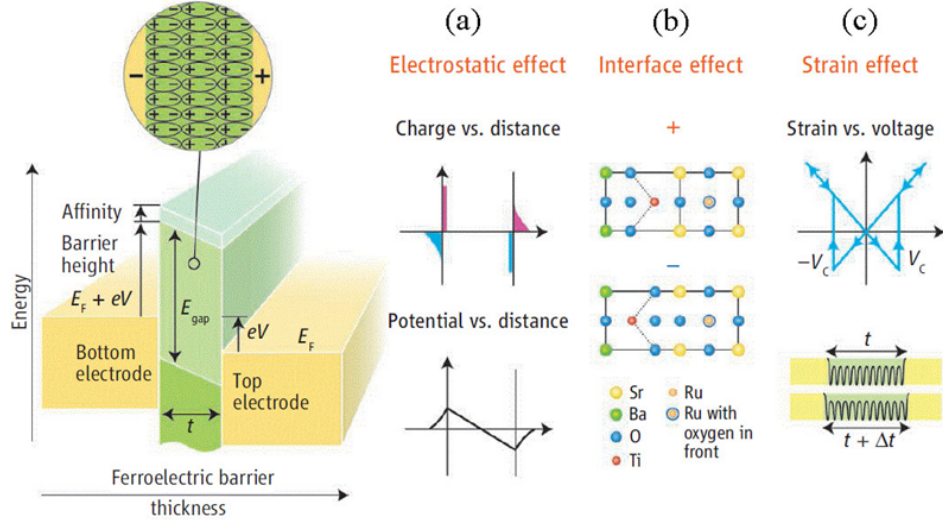 (a)
(b)
(c)
Electrostatic effect
Interface effect
Strain effect
- +
Affinity
Barrier
height
Energy
E_F + eV
E_gap
eV
E_F
Bottom
electrode
Top
electrode
t
Ferroelectric barrier
thickness
Charge vs. distance
Potential vs. distance
+
−
Sr
Ba
O
Ti
Ru
Ru with
oxygen in
front
Strain vs. voltage
−V_C
V_C
t
t + Δt